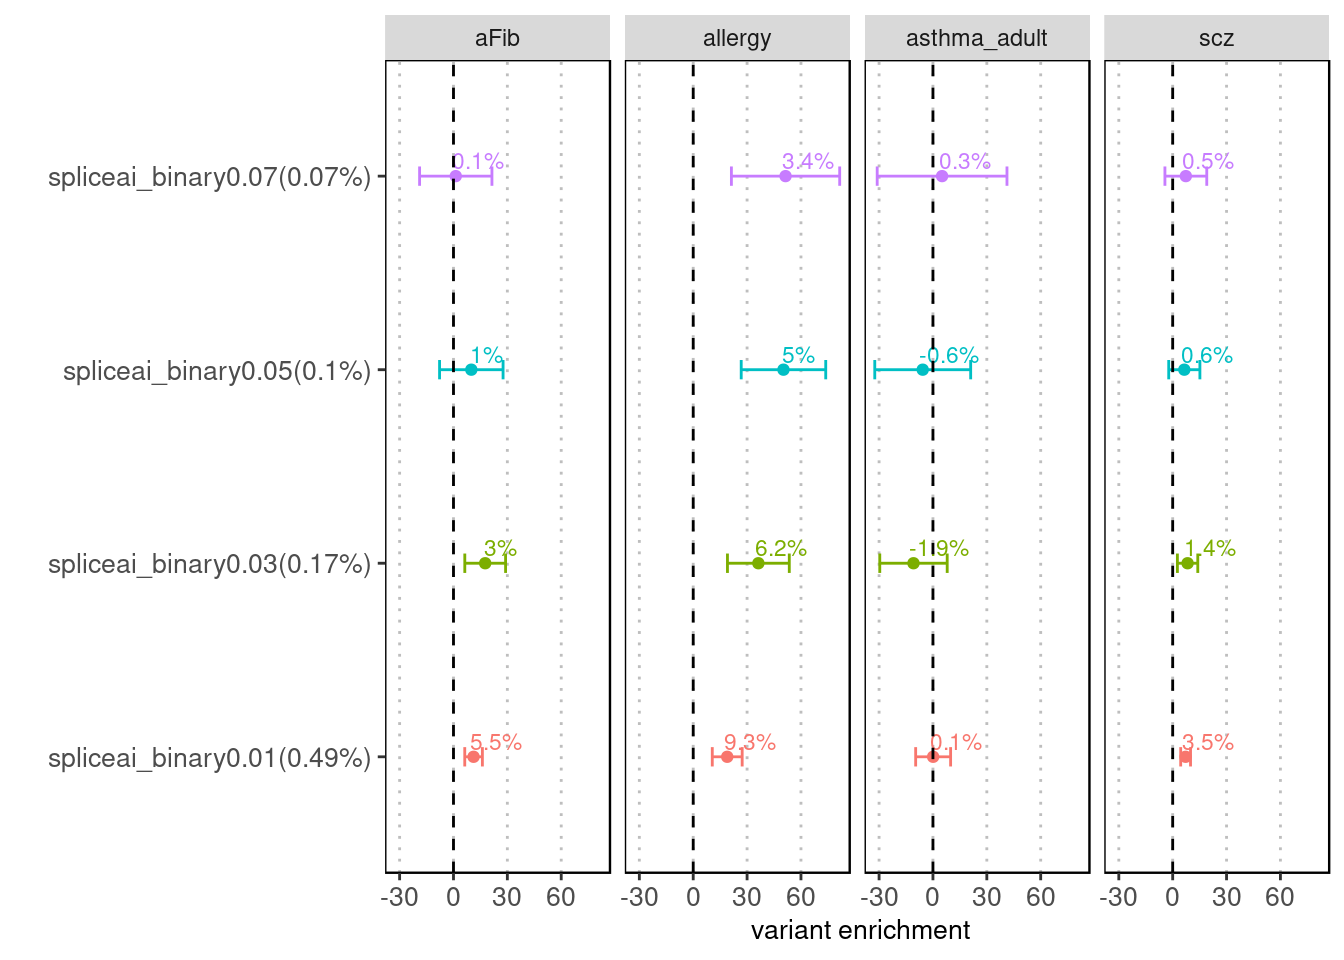 aFib allergy asthma_adult scz
spliceai_binary0.07(0.07%) 0.1% 3.4% 0.3% 0.5%
spliceai_binary0.05(0.1%) 1% 5% -0.6% 0.6%
spliceai_binary0.03(0.17%) 3% 6.2% -1.9% 1.4%
spliceai_binary0.01(0.49%) 5.5% 9.3% 0.1% 3.5%
-30 0 30 60 -30 0 30 60 -30 0 30 60 -30 0 30 60
variant enrichment